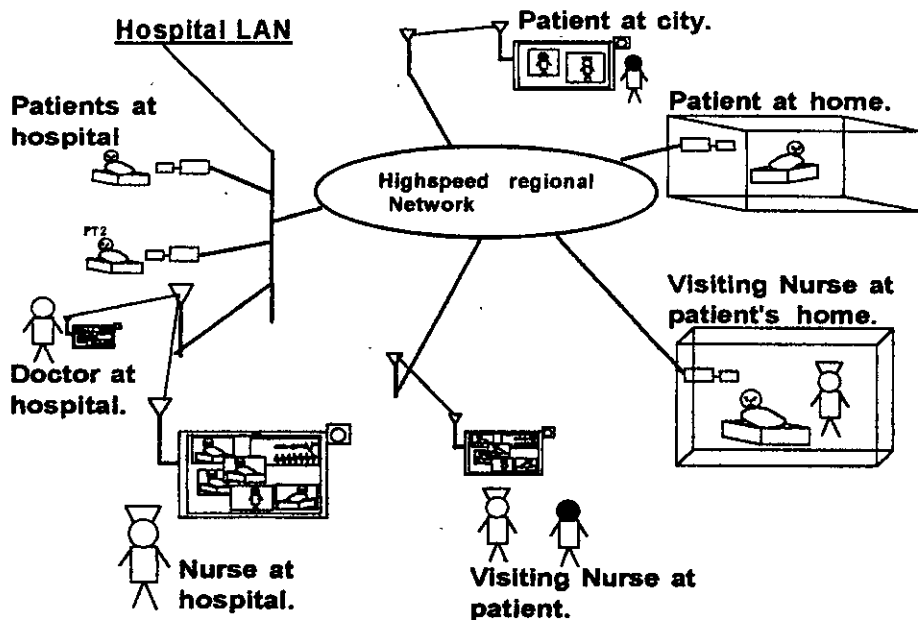 Hospital LAN
Patient at city.
Patients at
hospital
Patient at home.
Highspeed regional
Network
PT2
Visiting Nurse at
patient's home.
Doctor at
hospital.
Nurse at
hospital.
Visiting Nurse at
patient.